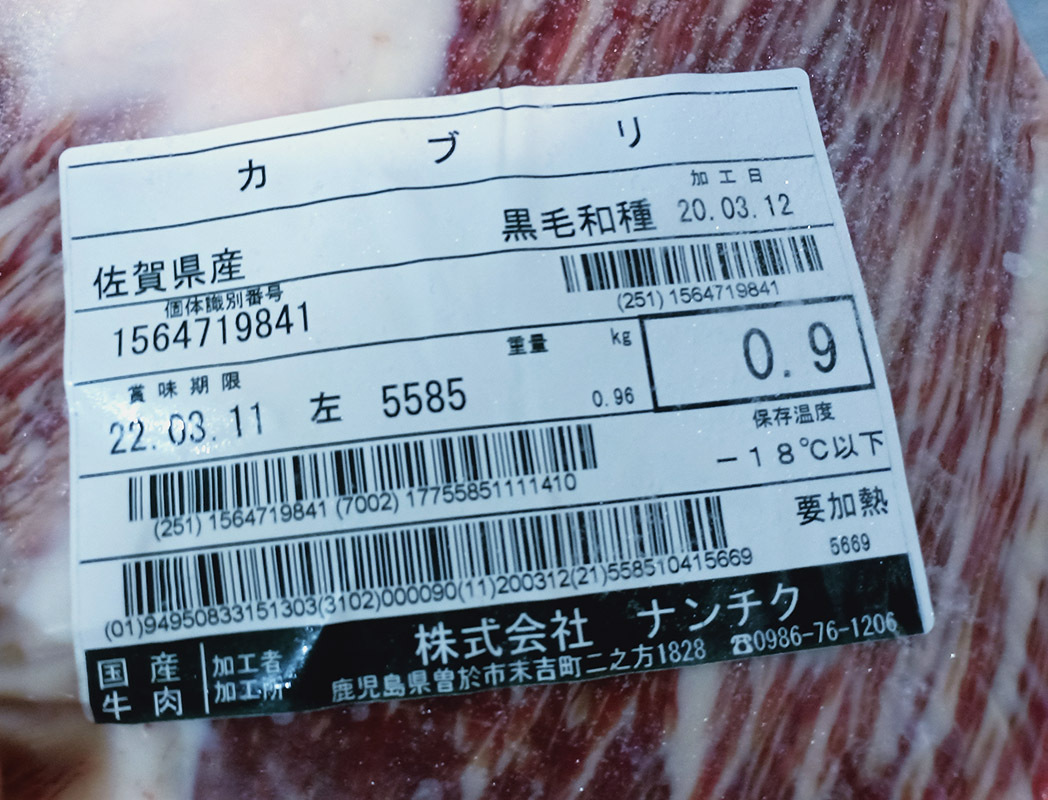 カブリ
加工日
黒毛和種 20.03.12
佐賀県産
個体識別番号
1564719841
(251) 1564719841
賞味期限
22.03.11 左 5585
重量 kg
0.96
0.9
保存温度
－18℃以下
(251) 1564719841 (7002) 17755851111410
要加熱
5669
(01)94950833151303(3102)000090(11)200312(21)558510415669
国産
牛肉
加工者
加工所
株式会社 ナンチク
鹿児島県曽於市末吉町二之方1828 ☎0986-76-1206